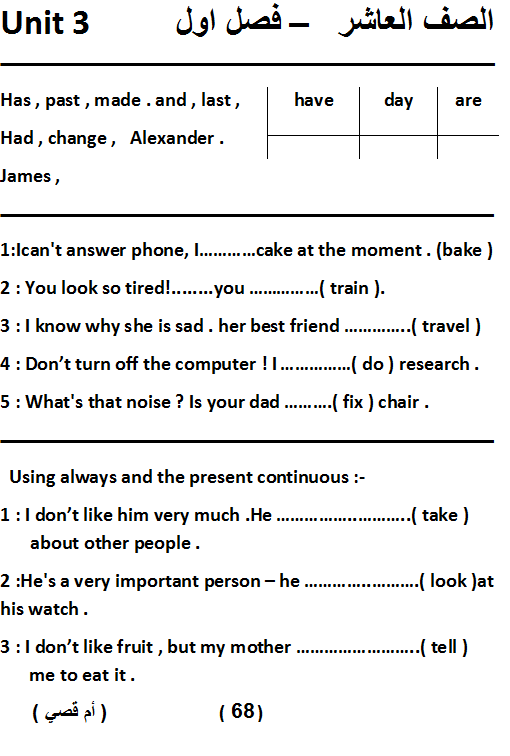 Unit 3 الصف العاشر – فصل اول
Has , past , made . and , last ,
Had , change , Alexander .
James ,
have day are
1:Ican't answer phone, I…………cake at the moment . (bake )
2 : You look so tired!........you ……………( train ).
3 : I know why she is sad . her best friend …………..( travel )
4 : Don’t turn off the computer ! I ……………( do ) research .
5 : What's that noise ? Is your dad ……….( fix ) chair .
Using always and the present continuous :-
1 : I don’t like him very much .He ……………..………..( take )
about other people .
2 :He's a very important person – he …………..……….( look )at
his watch .
3 : I don’t like fruit , but my mother ……………………..( tell )
me to eat it .
( أم قصي ) ( 68 )